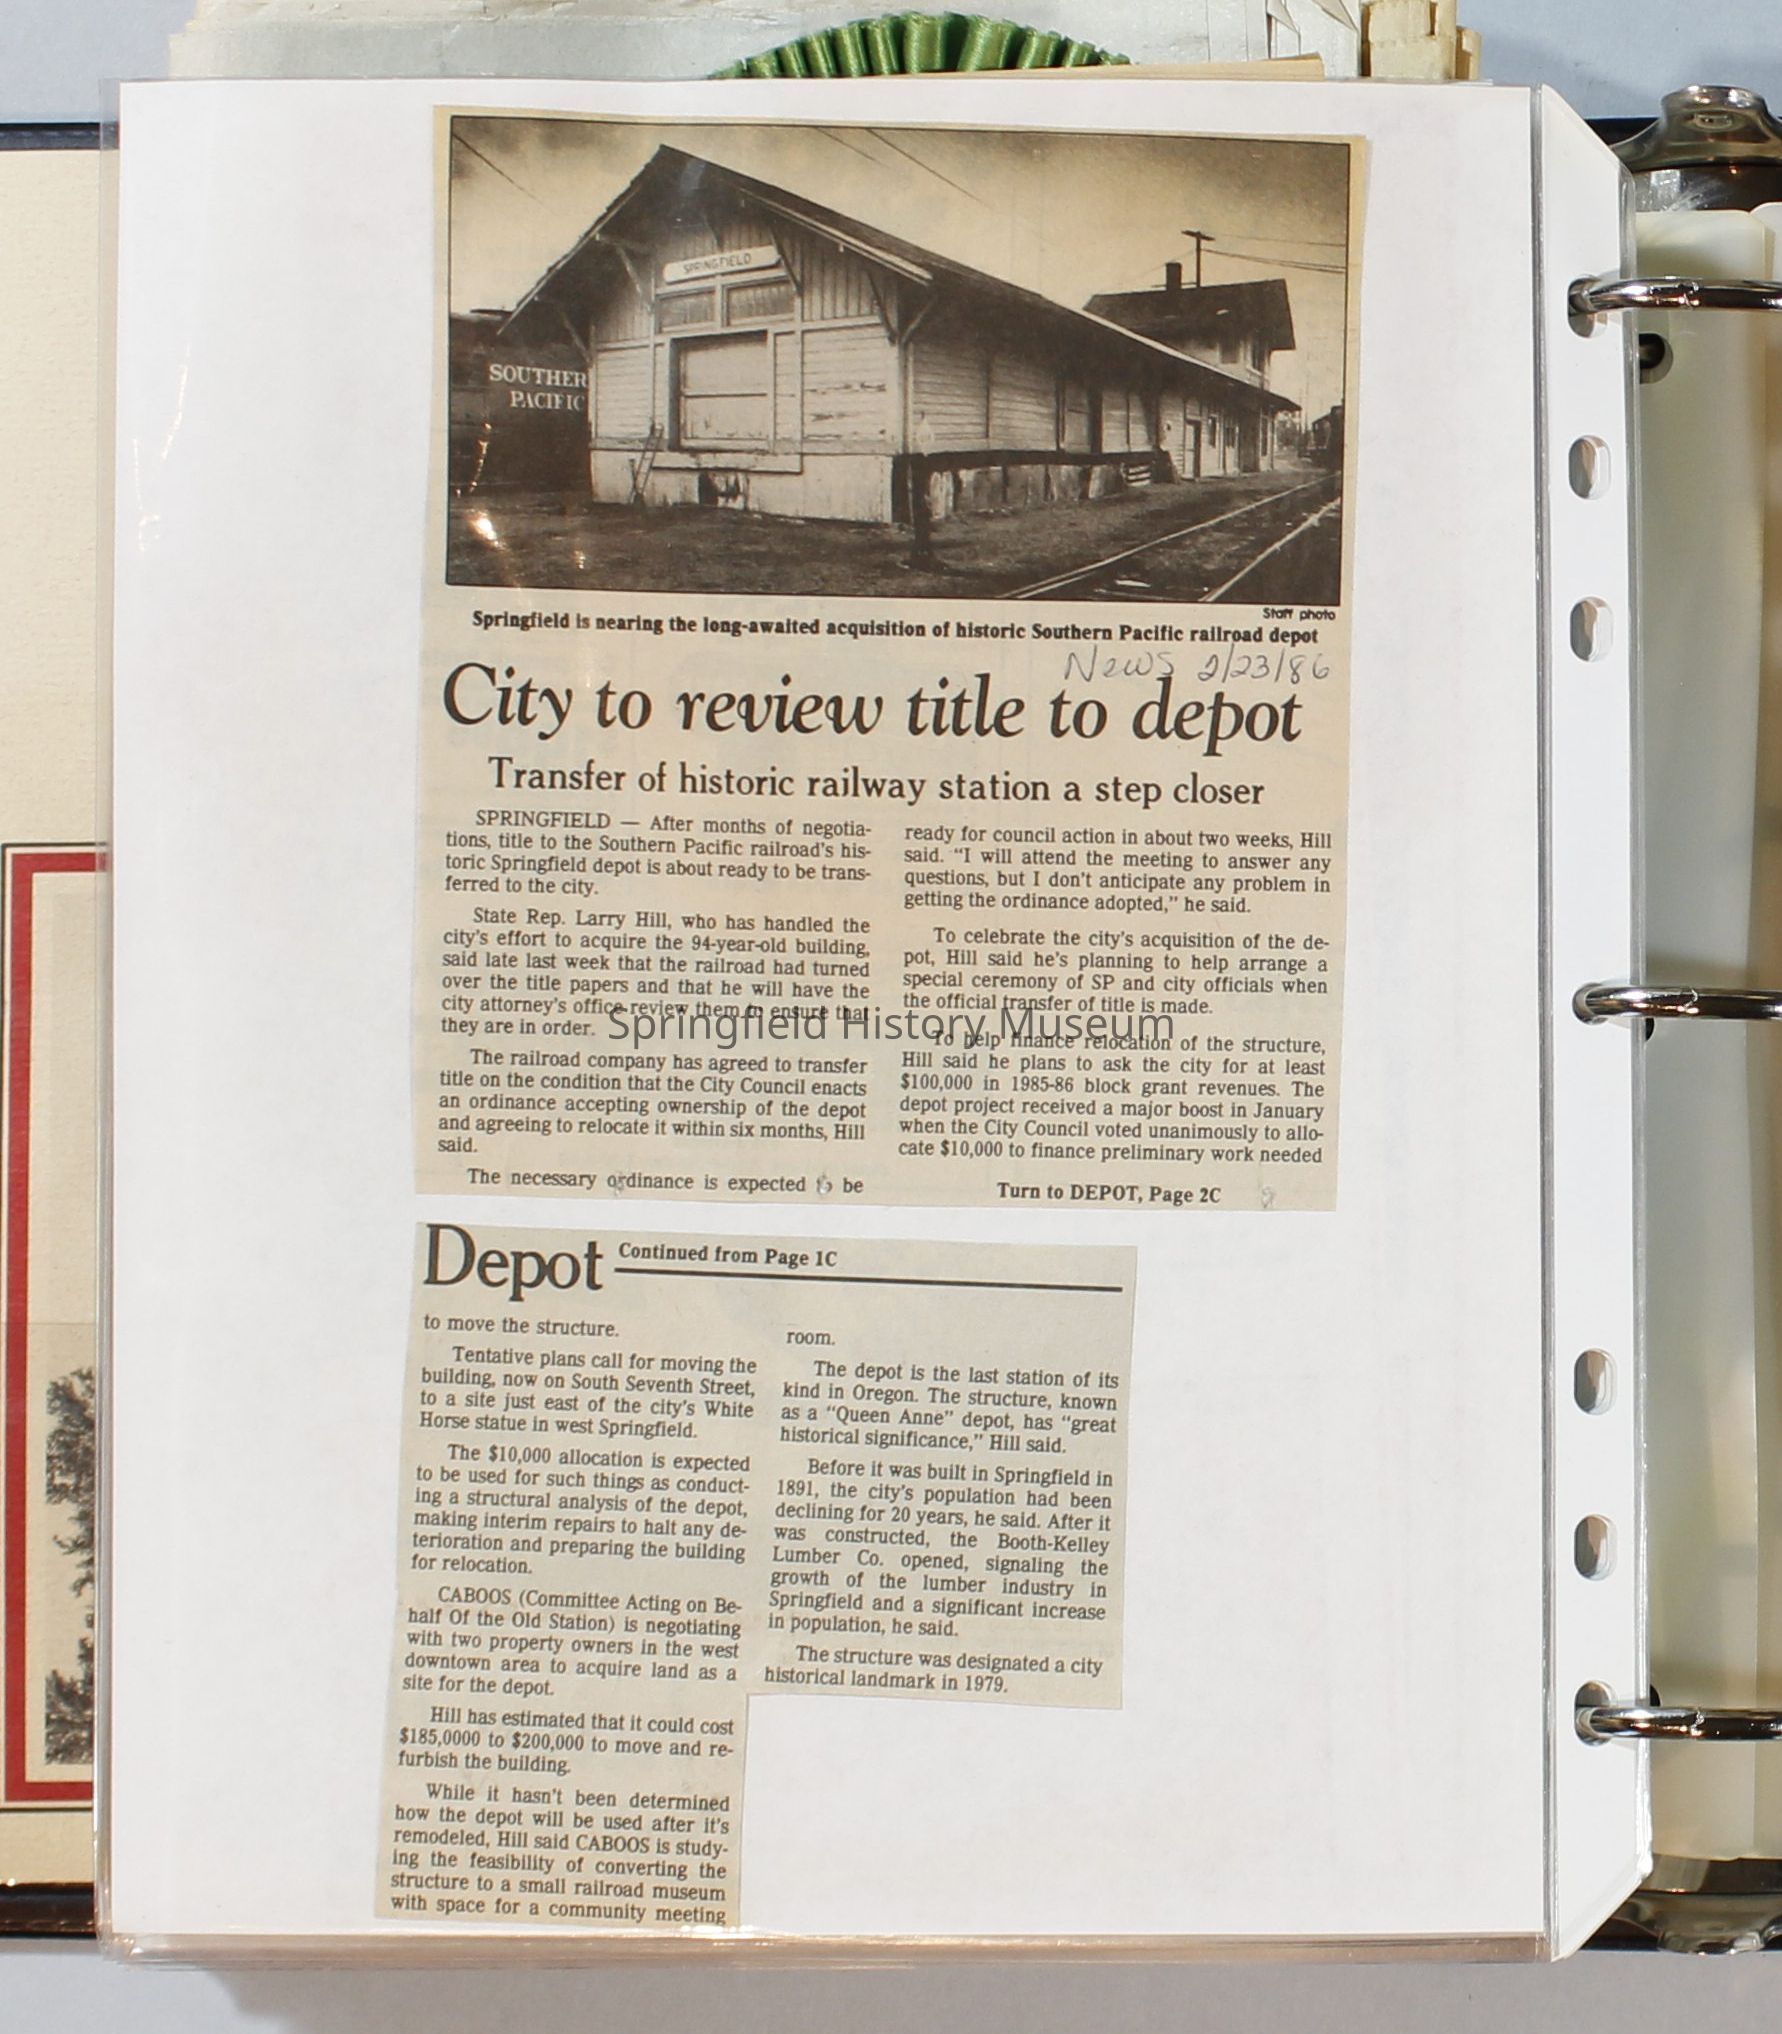 SPRINGFIELD
SOUTHER
PACIFIC
Staff photo
Springfield is nearing the long-awaited acquisition of historic Southern Pacific railroad depot
News 2/23/86
City to review title to depot
Transfer of historic railway station a step closer
SPRINGFIELD — After months of negotia-
tions, title to the Southern Pacific railroad's his-
toric Springfield depot is about ready to be trans-
ferred to the city.
State Rep. Larry Hill, who has handled the
city's effort to acquire the 94-year-old building,
said late last week that the railroad had turned
over the title papers and that he will have the
city attorney's office review them to ensure that
they are in order.
The railroad company has agreed to transfer
title on the condition that the City Council enacts
an ordinance accepting ownership of the depot
and agreeing to relocate it within six months, Hill
said.
The necessary ordinance is expected to be
ready for council action in about two weeks, Hill
said. "I will attend the meeting to answer any
questions, but I don't anticipate any problem in
getting the ordinance adopted," he said.
To celebrate the city's acquisition of the de-
pot, Hill said he's planning to help arrange a
special ceremony of SP and city officials when
the official transfer of title is made.
To help finance relocation of the structure,
Hill said he plans to ask the city for at least
$100,000 in 1985-86 block grant revenues. The
depot project received a major boost in January
when the City Council voted unanimously to allo-
cate $10,000 to finance preliminary work needed
Turn to DEPOT, Page 2C
Springfield History Museum
Depot Continued from Page 1C
to move the structure.
Tentative plans call for moving the
building, now on South Seventh Street,
to a site just east of the city's White
Horse statue in west Springfield.
The $10,000 allocation is expected
to be used for such things as conduct-
ing a structural analysis of the depot,
making interim repairs to halt any de-
terioration and preparing the building
for relocation.
CABOOS (Committee Acting on Be-
half Of the Old Station) is negotiating
with two property owners in the west
downtown area to acquire land as a
site for the depot.
Hill has estimated that it could cost
$185,0000 to $200,000 to move and re-
furbish the building.
While it hasn't been determined
how the depot will be used after it's
remodeled, Hill said CABOOS is study-
ing the feasibility of converting the
structure to a small railroad museum
with space for a community meeting
room.
The depot is the last station of its
kind in Oregon. The structure, known
as a "Queen Anne" depot, has "great
historical significance," Hill said.
Before it was built in Springfield in
1891, the city's population had been
declining for 20 years, he said. After it
was constructed, the Booth-Kelley
Lumber Co. opened, signaling the
growth of the lumber industry in
Springfield and a significant increase
in population, he said.
The structure was designated a city
historical landmark in 1979.